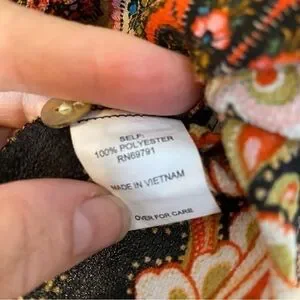 SELF:
100% POLYESTER
RN69791
MADE IN VIETNAM
OVER FOR CARE